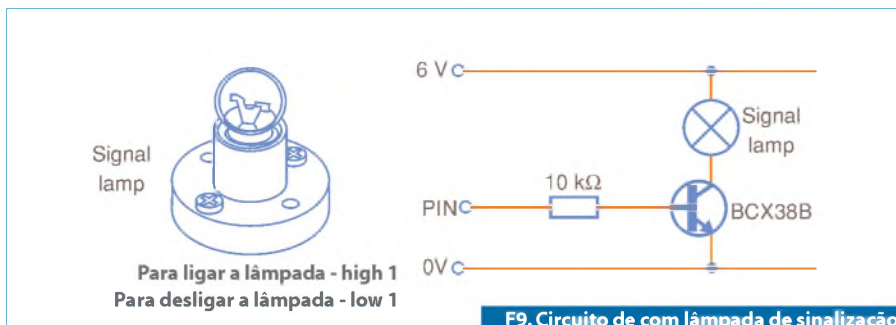 Signal
lamp
Para ligar a lâmpada - high 1
Para desligar a lâmpada - low 1
6 V
Signal
lamp
10 kΩ
PIN
BCX38B
0V
F9. Circuito de com lâmpada de sinalização